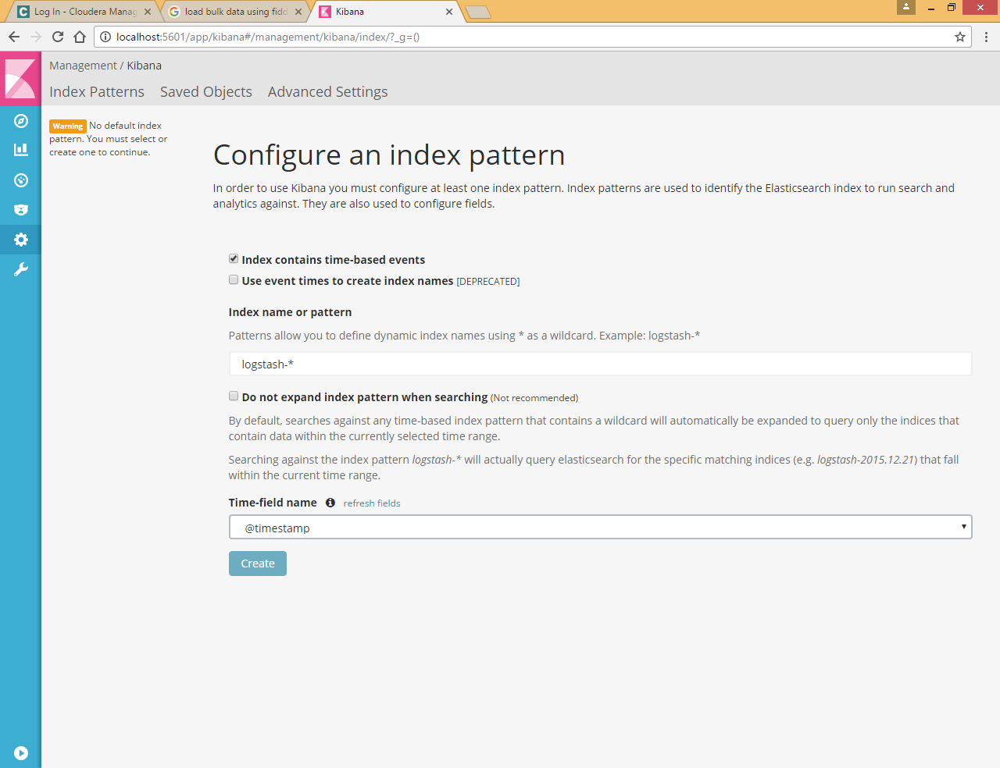 Log In - Cloudera Manag
load bulk data using fidd
Kibana
localhost:5601/app/kibana#/management/kibana/index/?_g=()
Management / Kibana
Index Patterns Saved Objects Advanced Settings
Warning No default index
pattern. You must select or
create one to continue.
Configure an index pattern
In order to use Kibana you must configure at least one index pattern. Index patterns are used to identify the Elasticsearch index to run search and
analytics against. They are also used to configure fields.
Index contains time-based events
Use event times to create index names [DEPRECATED]
Index name or pattern
Patterns allow you to define dynamic index names using * as a wildcard. Example: logstash-*
logstash-*
Do not expand index pattern when searching (Not recommended)
By default, searches against any time-based index pattern that contains a wildcard will automatically be expanded to query only the indices that
contain data within the currently selected time range.
Searching against the index pattern logstash-* will actually query elasticsearch for the specific matching indices (e.g. logstash-2015.12.21) that fall
within the current time range.
Time-field name refresh fields
@timestamp
Create